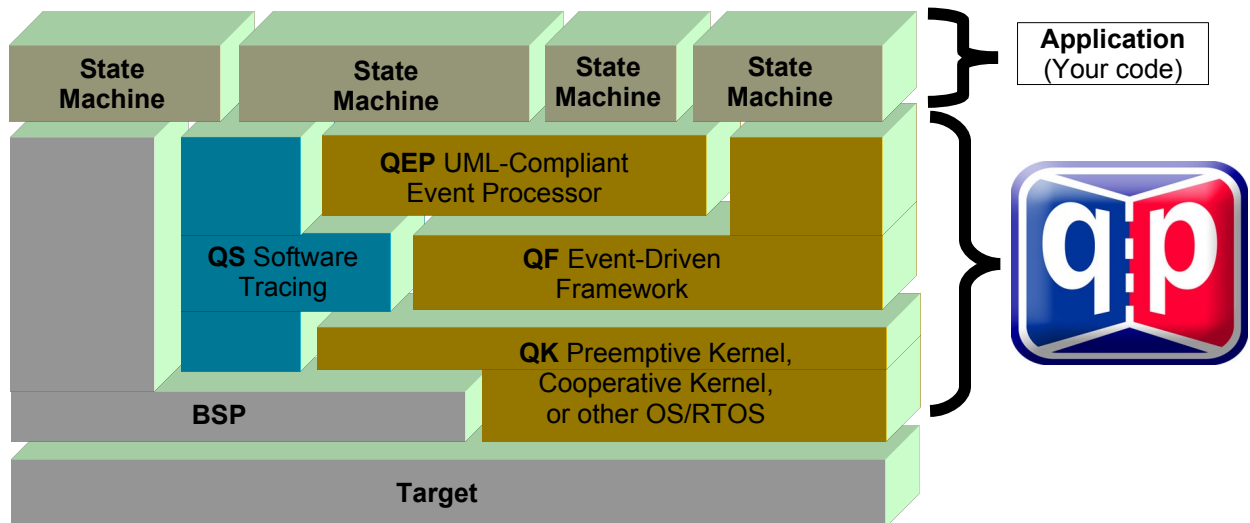 State
Machine
State
Machine
State
Machine
State
Machine
Application
(Your code)
QEP UML-Compliant
Event Processor
QS Software
Tracing
QF Event-Driven
Framework
qp
QK Preemptive Kernel,
Cooperative Kernel,
or other OS/RTOS
BSP
Target